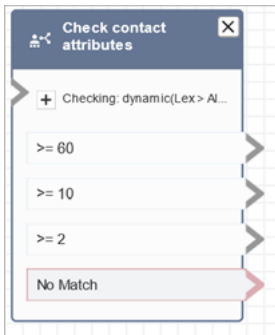 Check contact
attributes
Checking: dynamic(Lex > Al...
>= 60
>= 10
>= 2
No Match